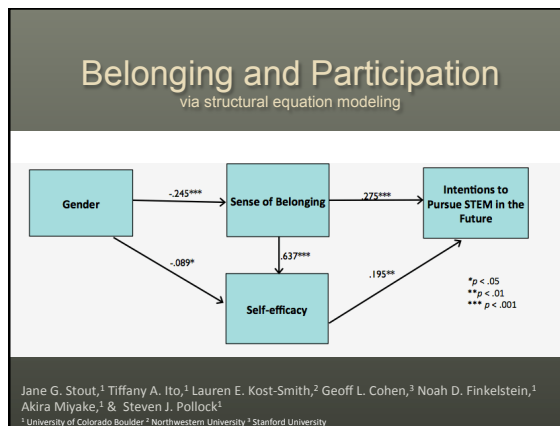 Belonging and Participation
via structural equation modeling
Gender
-.245***
Sense of Belonging
.275***
Intentions to
Pursue STEM in the
Future
-.089*
.637***
.195**
Self-efficacy
*p < .05
**p < .01
*** p < .001
Jane G. Stout,¹ Tiffany A. Ito,¹ Lauren E. Kost-Smith,² Geoff L. Cohen,³ Noah D. Finkelstein,¹
Akira Miyake,¹ & Steven J. Pollock¹
¹ University of Colorado Boulder ² Northwestern University ³ Stanford University